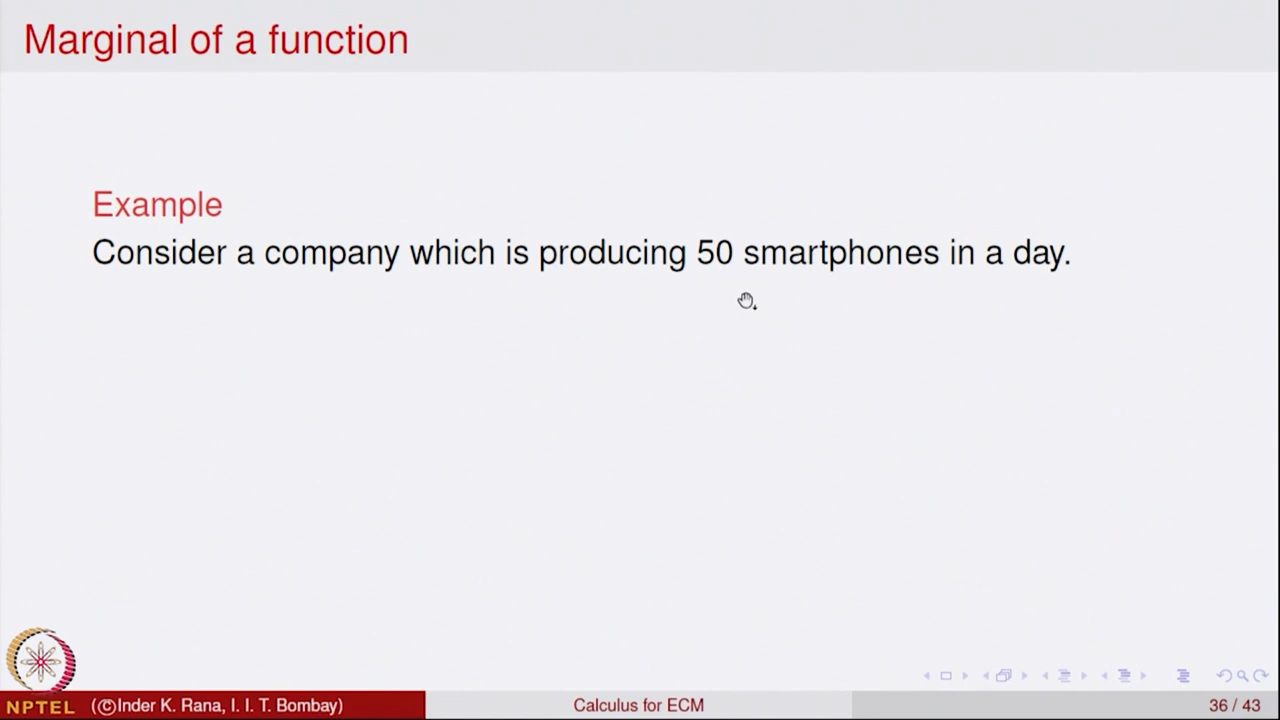 Marginal of a function
Example
Consider a company which is producing 50 smartphones in a day.
NPTEL
(©Inder K. Rana, I. I. T. Bombay)
Calculus for ECM
36 / 43